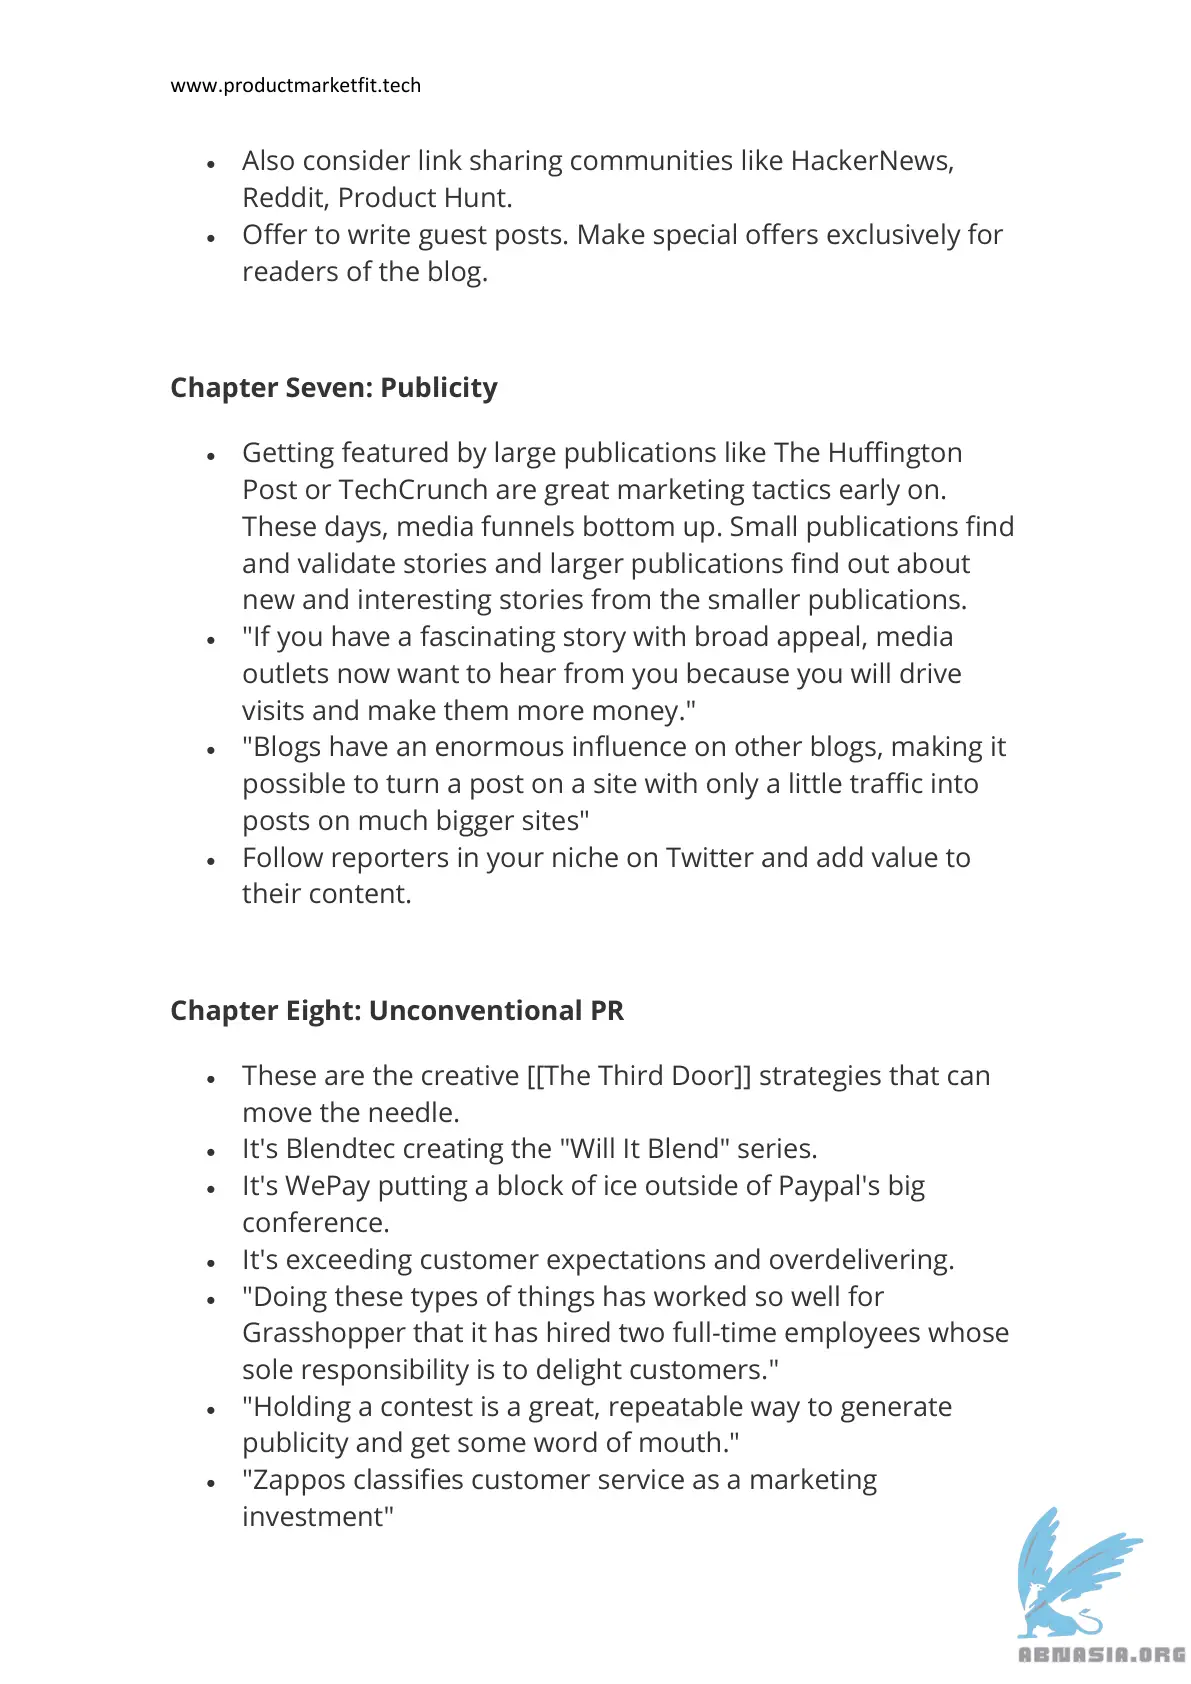 www.productmarketfit.tech
• Also consider link sharing communities like HackerNews,
Reddit, Product Hunt.
• Offer to write guest posts. Make special offers exclusively for
readers of the blog.
Chapter Seven: Publicity
• Getting featured by large publications like The Huffington
Post or TechCrunch are great marketing tactics early on.
These days, media funnels bottom up. Small publications find
and validate stories and larger publications find out about
new and interesting stories from the smaller publications.
• "If you have a fascinating story with broad appeal, media
outlets now want to hear from you because you will drive
visits and make them more money."
• "Blogs have an enormous influence on other blogs, making it
possible to turn a post on a site with only a little traffic into
posts on much bigger sites"
• Follow reporters in your niche on Twitter and add value to
their content.
Chapter Eight: Unconventional PR
• These are the creative [[The Third Door]] strategies that can
move the needle.
• It's Blendtec creating the "Will It Blend" series.
• It's WePay putting a block of ice outside of Paypal's big
conference.
• It's exceeding customer expectations and overdelivering.
• "Doing these types of things has worked so well for
Grasshopper that it has hired two full-time employees whose
sole responsibility is to delight customers."
• "Holding a contest is a great, repeatable way to generate
publicity and get some word of mouth."
• "Zappos classifies customer service as a marketing
investment"
ABNASIA.ORG